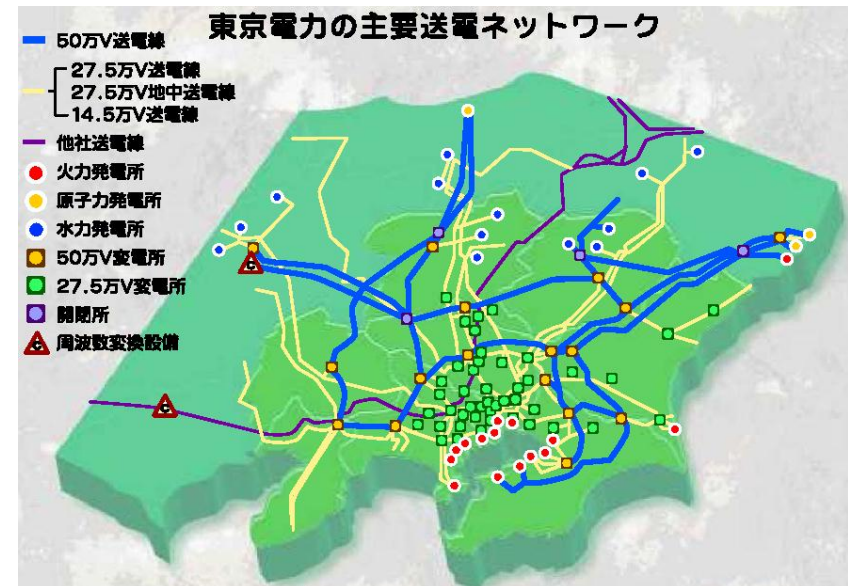 東京電力の主要送電ネットワーク
50万V送電線
27.5万V送電線
27.5万V地中送電線
14.5万V送電線
他社送電線
火力発電所
原子力発電所
水力発電所
50万V変電所
27.5万V変電所
開閉所
周波数変換設備